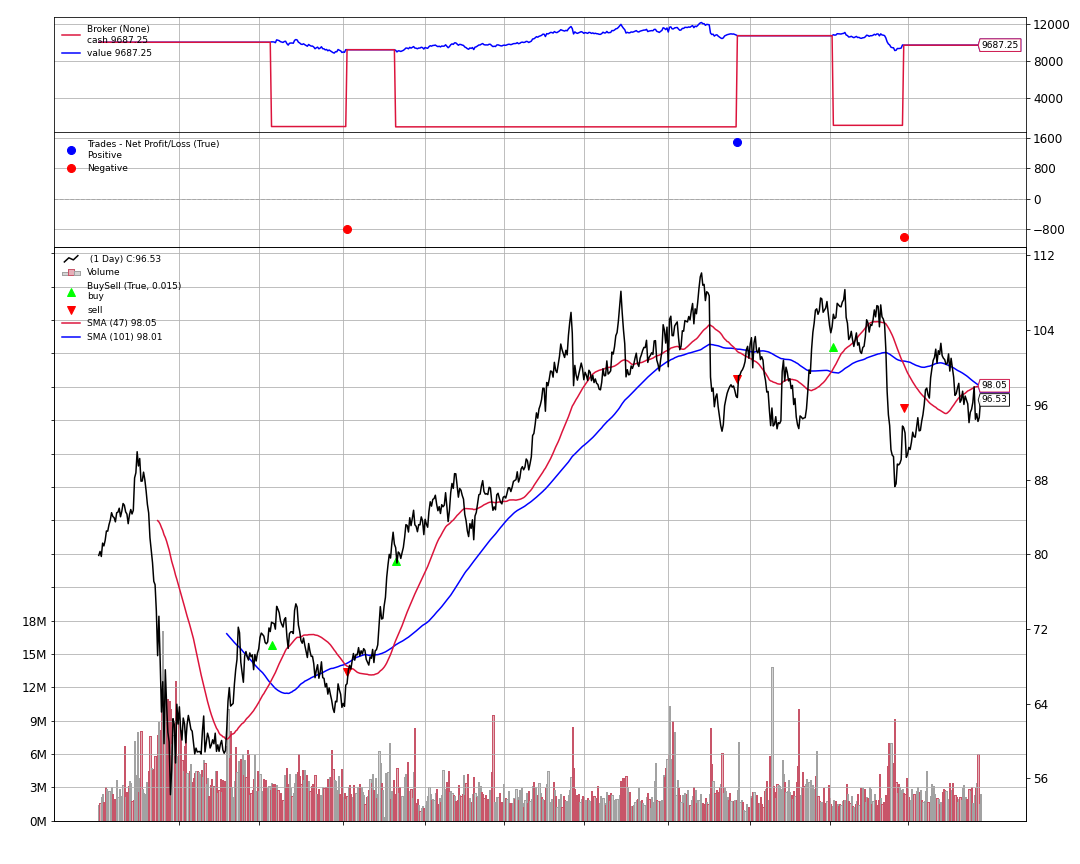 Broker (None)
cash 9687.25
value 9687.25
12000
9687.25
8000
4000
Trades - Net Profit/Loss (True)
Positive
Negative
1600
800
0
−800
(1 Day) C:96.53
Volume
BuySell (True, 0.015)
buy
sell
SMA (47) 98.05
SMA (101) 98.01
112
104
98.05
96.53
96
88
80
72
64
56
18M
15M
12M
9M
6M
3M
0M